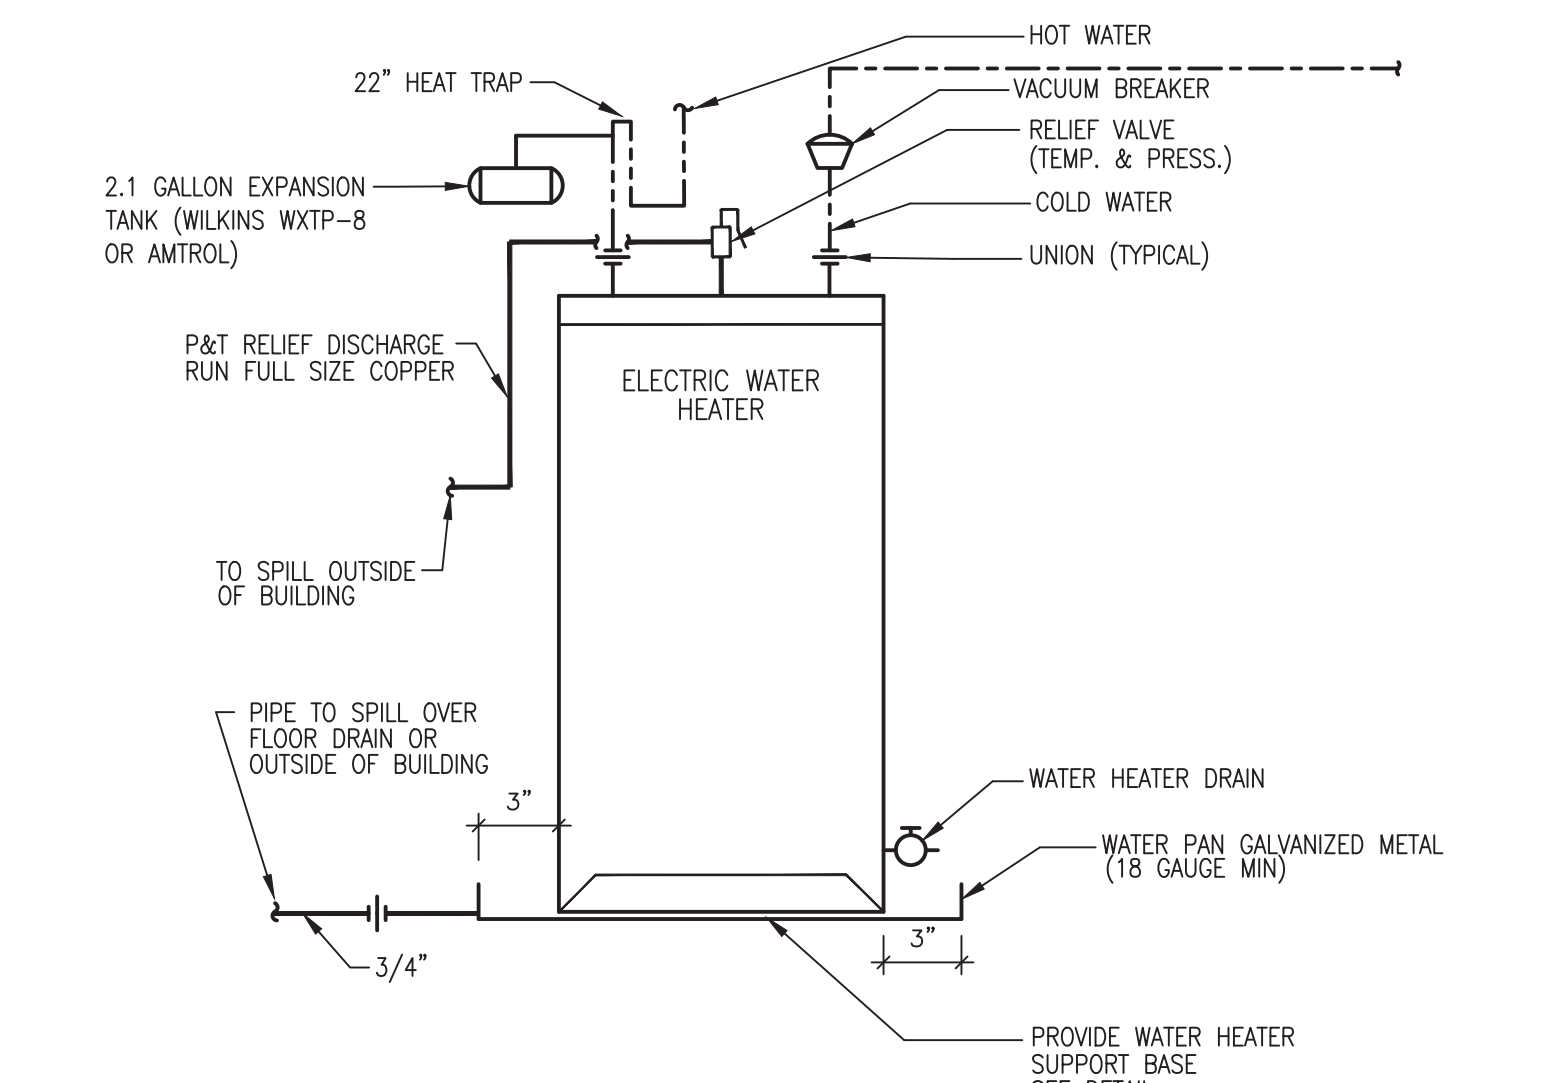 HOT WATER
22” HEAT TRAP
VACUUM BREAKER
RELIEF VALVE
(TEMP. & PRESS.)
2.1 GALLON EXPANSION
TANK (WILKINS WXTP-8
OR AMTROL)
COLD WATER
UNION (TYPICAL)
P&T RELIEF DISCHARGE
RUN FULL SIZE COPPER
ELECTRIC WATER
HEATER
TO SPILL OUTSIDE
OF BUILDING
PIPE TO SPILL OVER
FLOOR DRAIN OR
OUTSIDE OF BUILDING
3”
WATER HEATER DRAIN
WATER PAN GALVANIZED METAL
(18 GAUGE MIN)
3”
3/4”
PROVIDE WATER HEATER
SUPPORT BASE